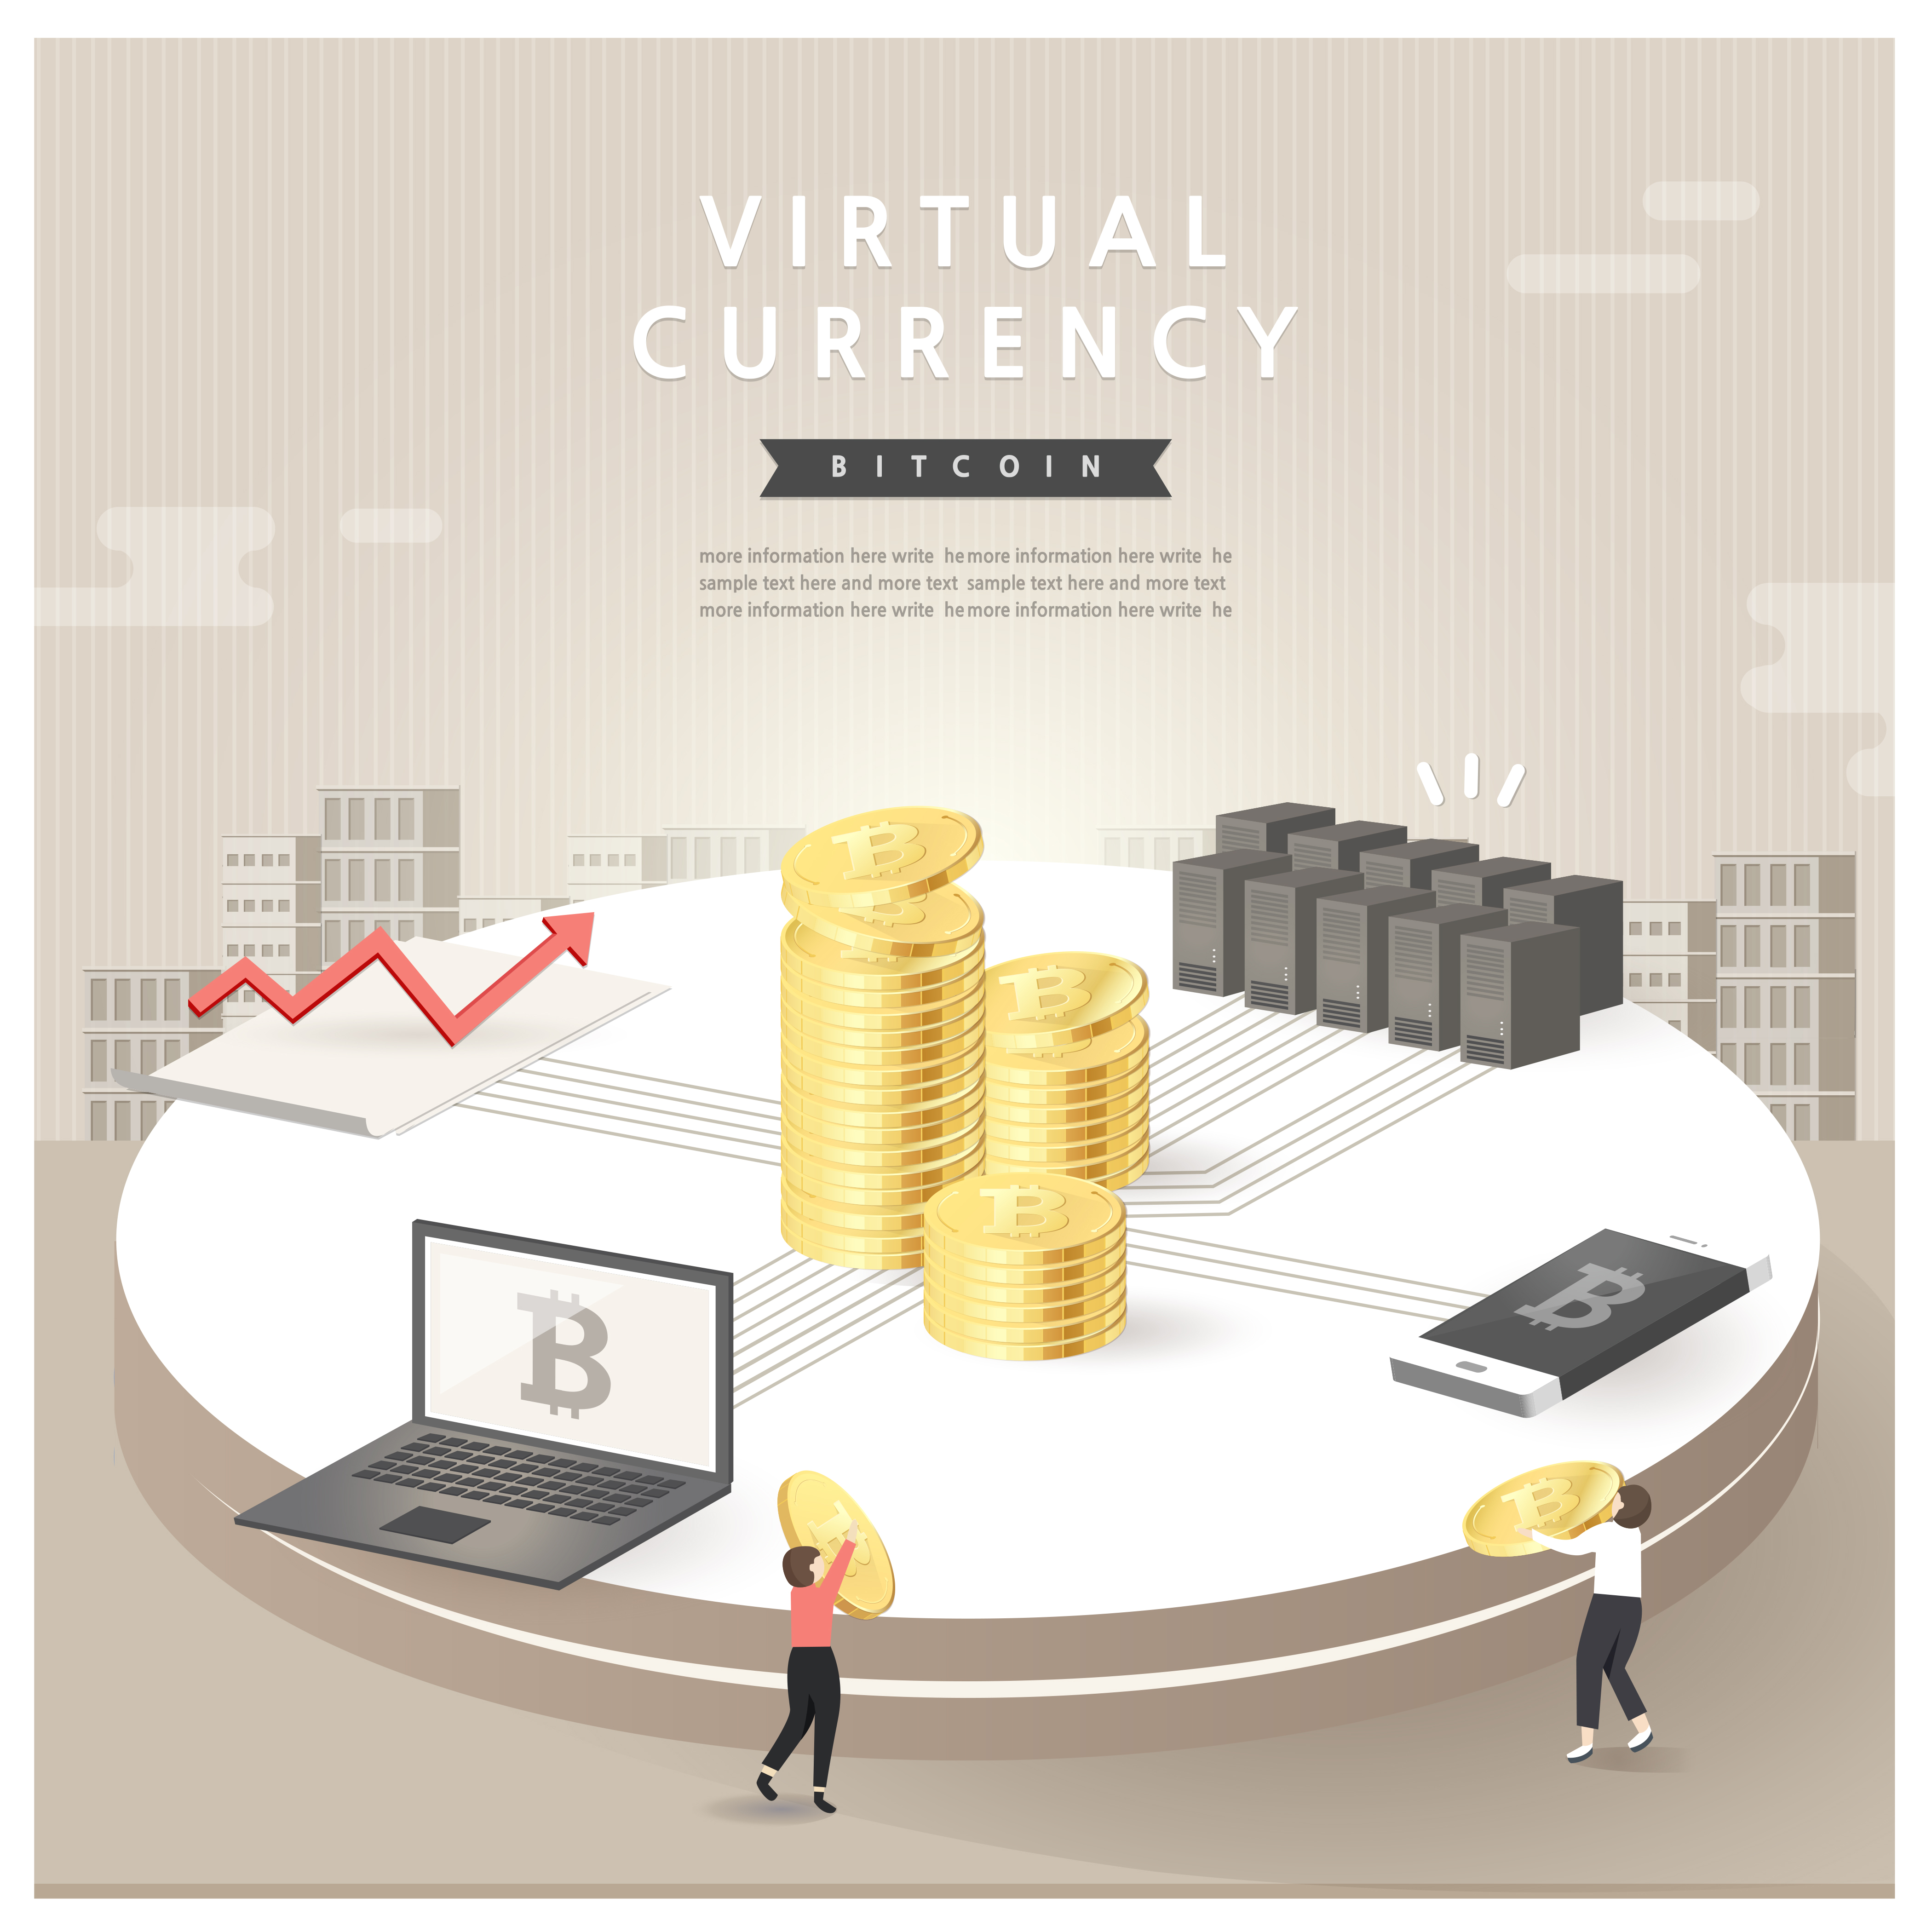 VIRTUAL
CURRENCY
BITCOIN
more information here write he more information here write he
sample text here and more text sample text here and more text
more information here write he more information here write he